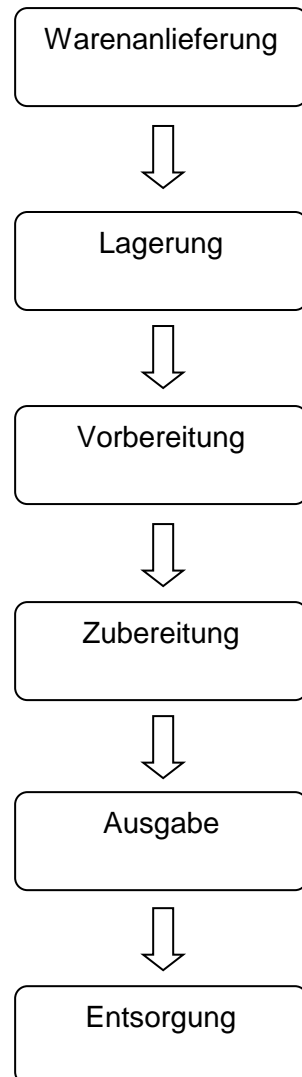 Warenanlieferung
Lagerung
Vorbereitung
Zubereitung
Ausgabe
Entsorgung